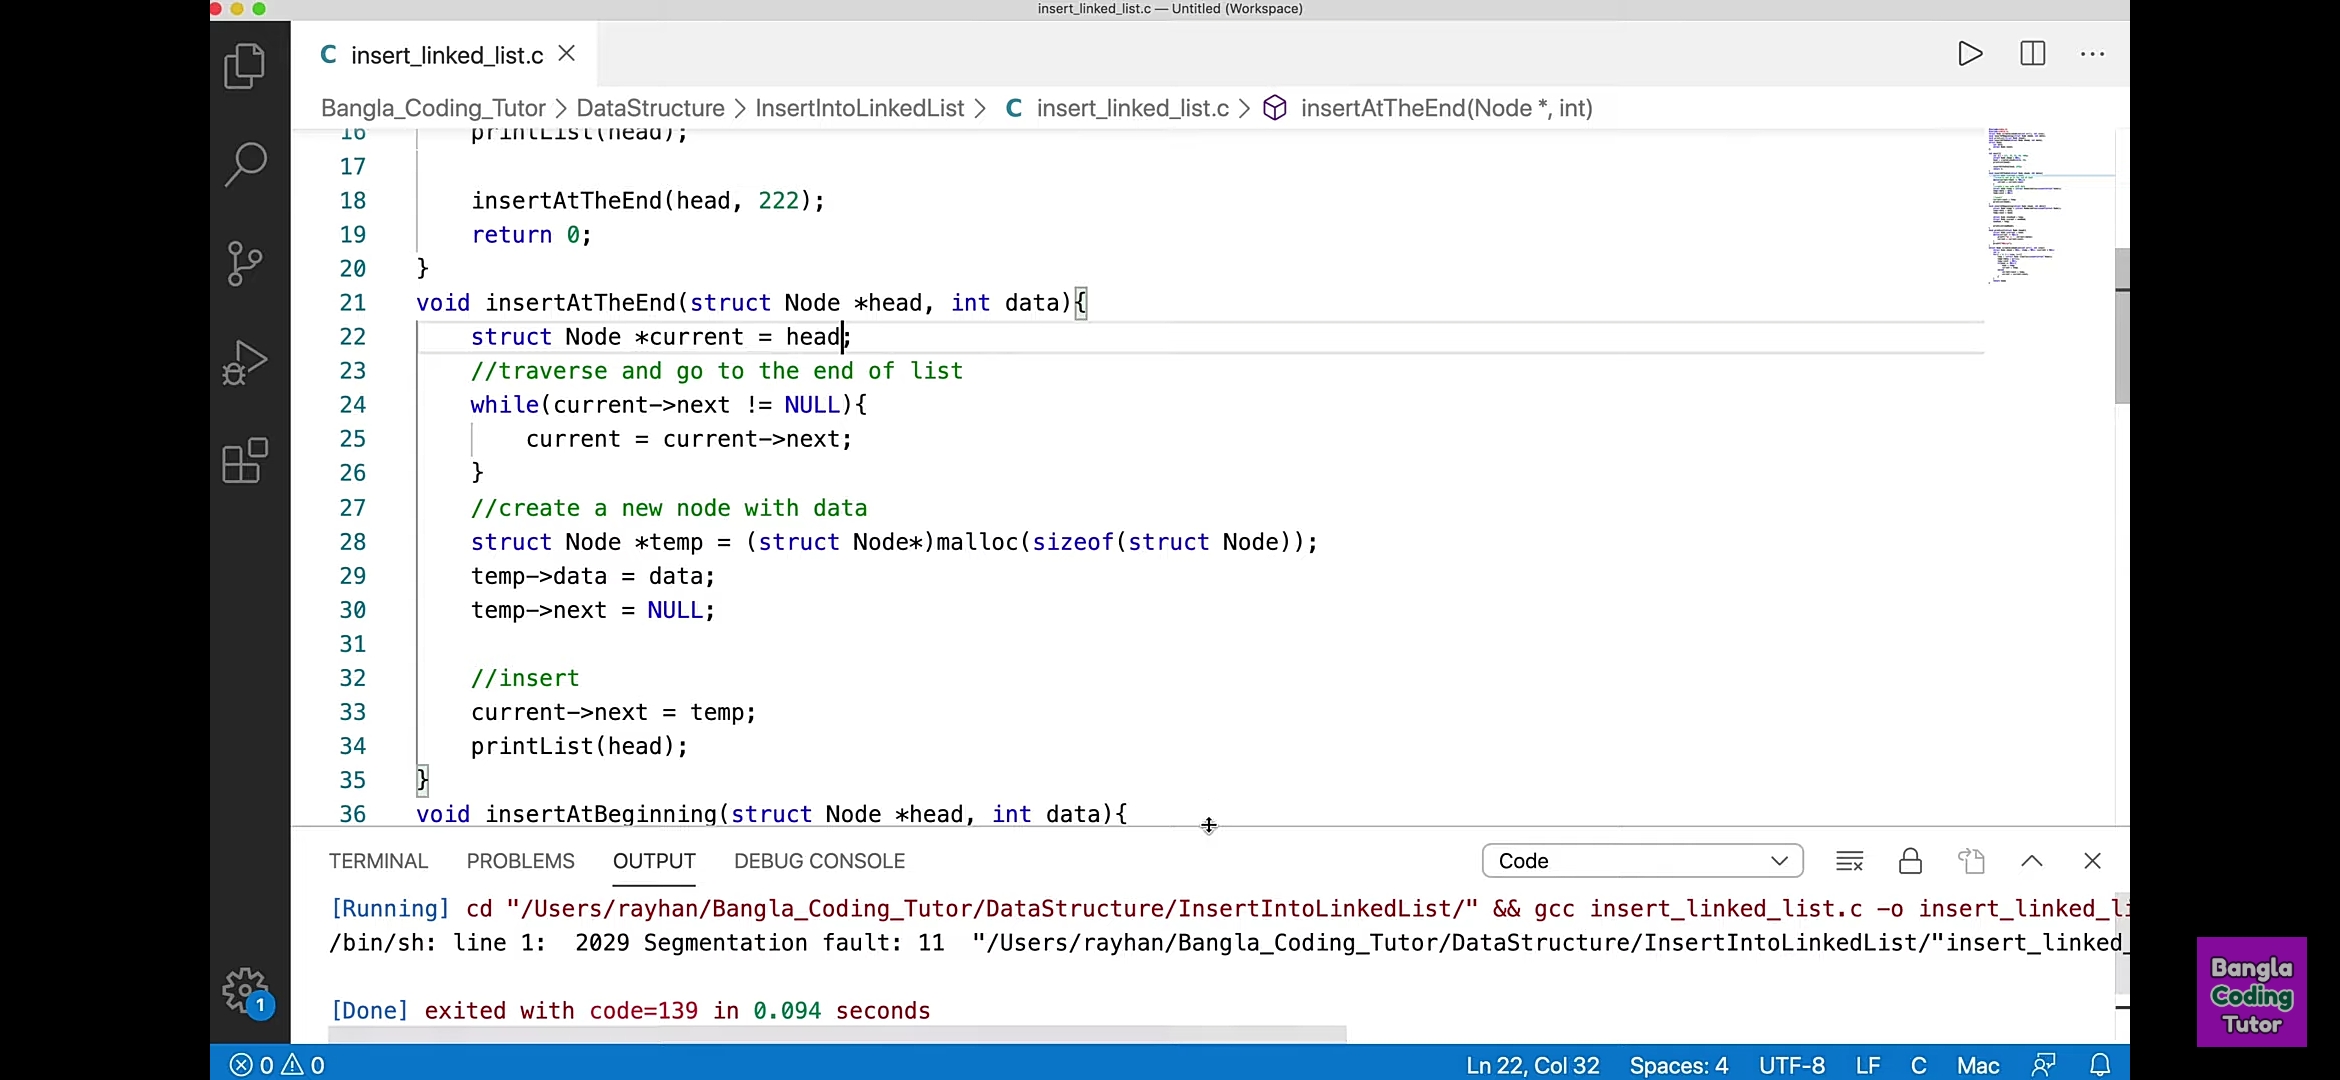 insert_linked_list.c — Untitled (Workspace)
C insert_linked_list.c
Bangla_Coding_Tutor > DataStructure > InsertIntoLinkedList > C insert_linked_list.c > insertAtTheEnd(Node *, int)
16 printList(head);
17
18 insertAtTheEnd(head, 222);
19 return 0;
20 }
21 void insertAtTheEnd(struct Node *head, int data){
22 struct Node *current = head;
23 //traverse and go to the end of list
24 while(current->next != NULL){
25 current = current->next;
26 }
27 //create a new node with data
28 struct Node *temp = (struct Node*)malloc(sizeof(struct Node));
29 temp->data = data;
30 temp->next = NULL;
31
32 //insert
33 current->next = temp;
34 printList(head);
35 }
36 void insertAtBeginning(struct Node *head, int data){
TERMINAL PROBLEMS OUTPUT DEBUG CONSOLE Code
[Running] cd "/Users/rayhan/Bangla_Coding_Tutor/DataStructure/InsertIntoLinkedList/" && gcc insert_linked_list.c -o insert_linked_li
/bin/sh: line 1: 2029 Segmentation fault: 11 "/Users/rayhan/Bangla_Coding_Tutor/DataStructure/InsertIntoLinkedList/"insert_linked_
[Done] exited with code=139 in 0.094 seconds
1
0 0 Ln 22, Col 32 Spaces: 4 UTF-8 LF C Mac
Bangla
Coding
Tutor